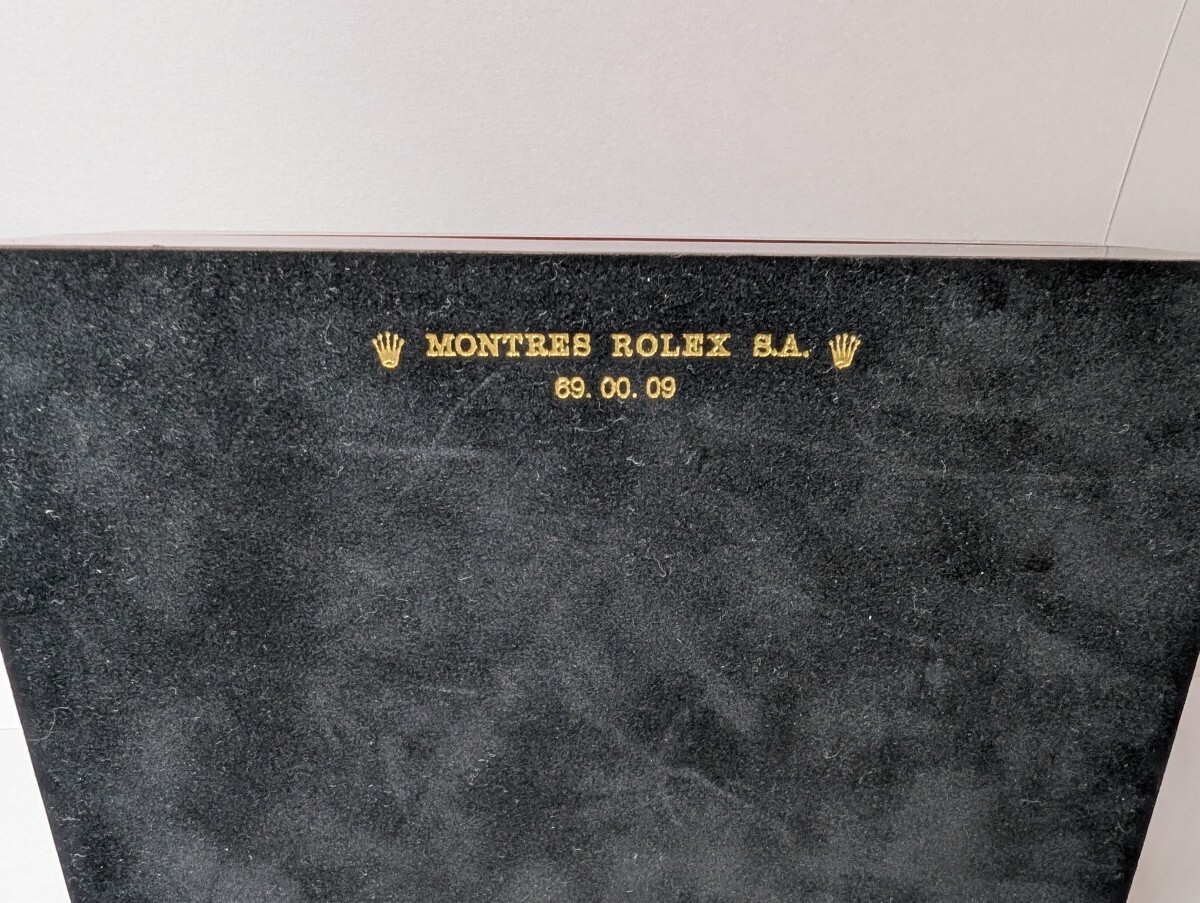 MONTRES ROLEX S.A.
69. 00. 09